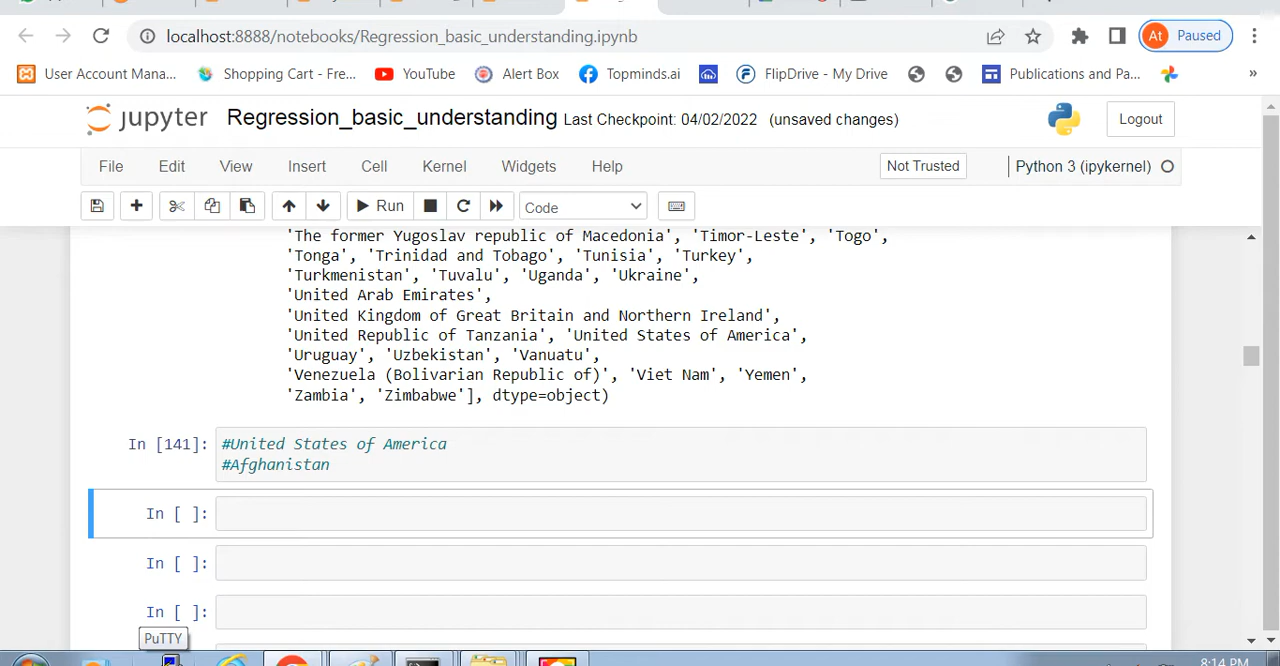 localhost:8888/notebooks/Regression_basic_understanding.ipynb
At Paused
User Account Mana... Shopping Cart - Fre... YouTube Alert Box Topminds.ai FlipDrive - My Drive Publications and Pa... »
jupyter Regression_basic_understanding Last Checkpoint: 04/02/2022 (unsaved changes) Logout
File Edit View Insert Cell Kernel Widgets Help Not Trusted Python 3 (ipykernel)
Run Code
'The former Yugoslav republic of Macedonia', 'Timor-Leste', 'Togo',
'Tonga', 'Trinidad and Tobago', 'Tunisia', 'Turkey',
'Turkmenistan', 'Tuvalu', 'Uganda', 'Ukraine',
'United Arab Emirates',
'United Kingdom of Great Britain and Northern Ireland',
'United Republic of Tanzania', 'United States of America',
'Uruguay', 'Uzbekistan', 'Vanuatu',
'Venezuela (Bolivarian Republic of)', 'Viet Nam', 'Yemen',
'Zambia', 'Zimbabwe'], dtype=object)
In [141]: #United States of America
#Afghanistan
In [ ]:
In [ ]:
In [ ]:
PuTTY
8:14 PM